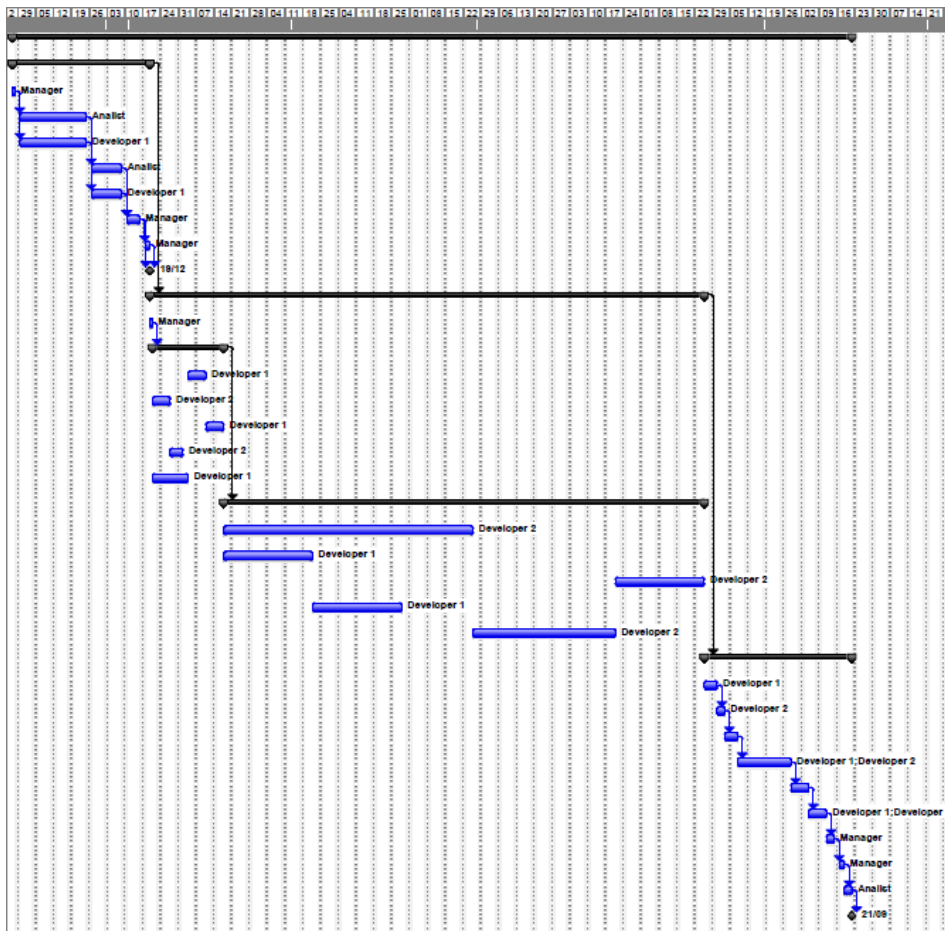 2 29 05 12 19 26 03 10 17 24 31 07 14 21 28 04 11 18 25 04 11 18 25 01 08 15 22 29 06 13 20 27 03 10 17 24 01 08 15 22 29 05 12 19 26 02 09 16 23 30 07 14 21
Manager
Analist
Developer 1
Analist
Developer 1
Manager
Manager
19/12
Manager
Developer 1
Developer 2
Developer 1
Developer 2
Developer 1
Developer 2
Developer 1
Developer 2
Developer 1
Developer 2
Developer 1
Developer 2
Developer 1;Developer 2
Developer 1;Developer
Manager
Manager
Analist
21/09